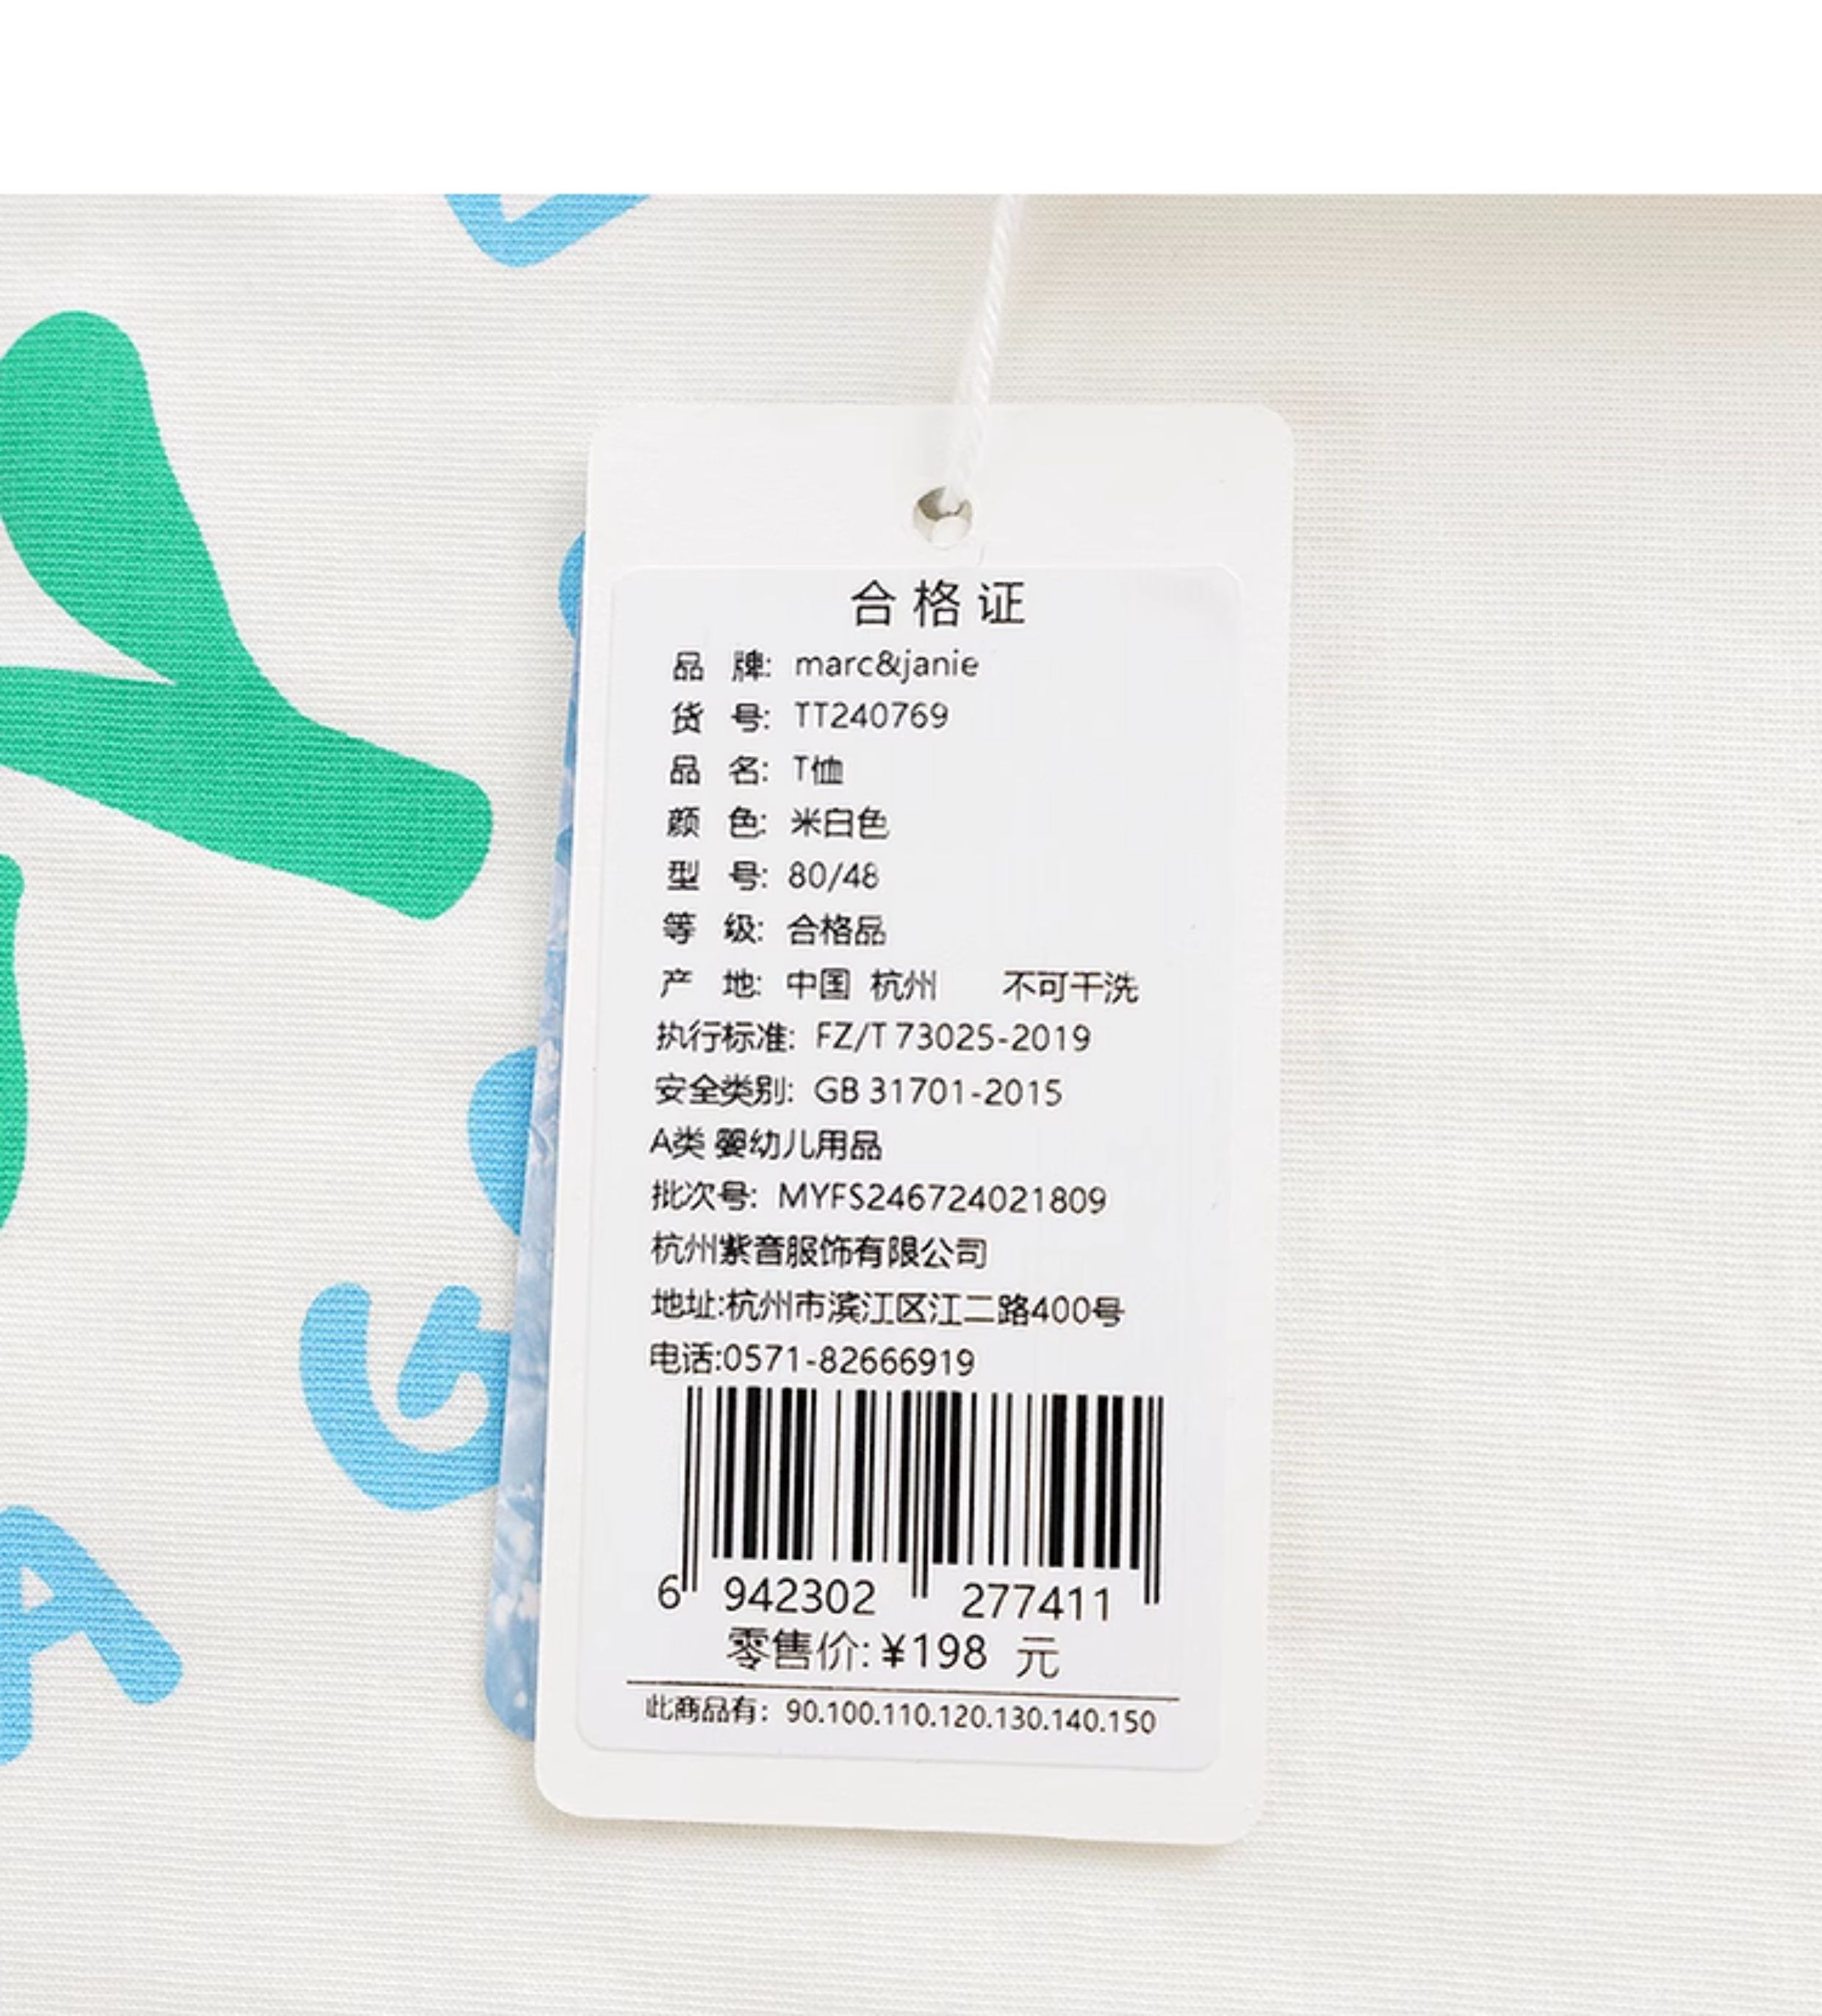 合格证
品 牌: marc&janie
货 号: TT240769
品 名: T恤
颜 色: 米白色
型 号: 80/48
等 级: 合格品
产 地: 中国 杭州 不可干洗
执行标准: FZ/T 73025-2019
安全类别: GB 31701-2015
A类 婴幼儿用品
批次号: MYFS246724021809
杭州紫音服饰有限公司
地址:杭州市滨江区江二路400号
电话:0571-82666919
6 942302 277411
零售价:¥198 元
此商品有: 90.100.110.120.130.140.150
G
A